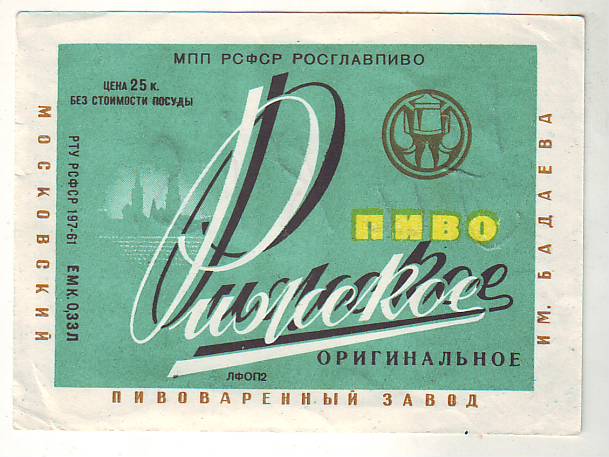 МПП РСФСР РОСГЛАВПИВО
ЦЕНА 25 К.
БЕЗ СТОИМОСТИ ПОСУДЫ
МОСКОВСКИЙ
РТУ РСФСР 197-61 ЕМК. 0,33 Л
ПИВО
Рижское
ОРИГИНАЛЬНОЕ
ЛФОП2
ПИВОВАРЕННЫЙ ЗАВОД
ИМ. БАДАЕВА